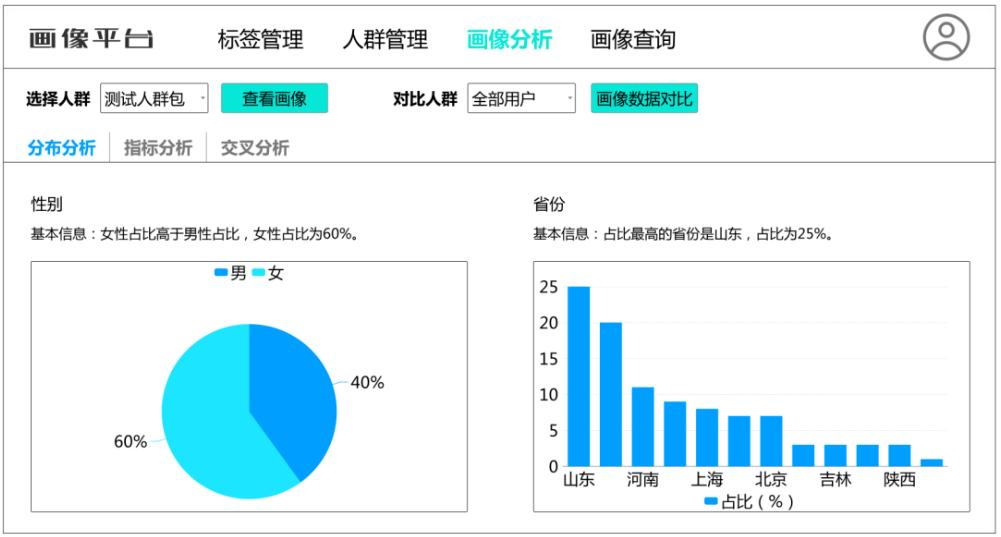 画像平台 标签管理 人群管理 画像分析 画像查询
选择人群 测试人群包 查看画像 对比人群 全部用户 画像数据对比
分布分析 指标分析 交叉分析
性别
基本信息：女性占比高于男性占比，女性占比为60%。
男 女
40%
60%
省份
基本信息：占比最高的省份是山东，占比为25%。
25
20
15
10
5
0
山东 河南 上海 北京 吉林 陕西
占比（%）